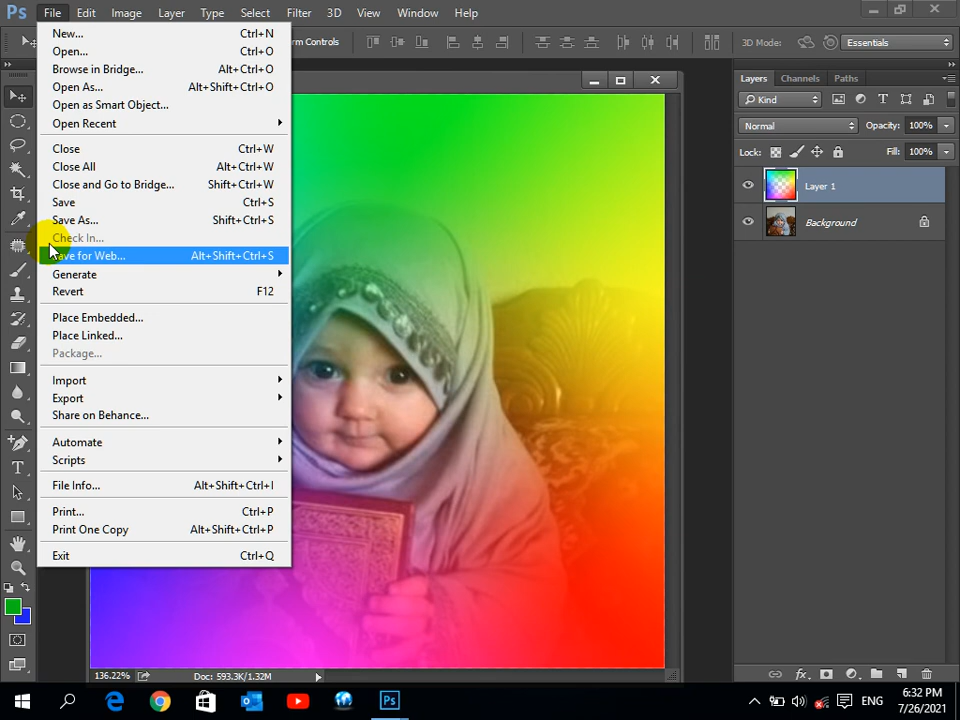 Ps File Edit Image Layer Type Select Filter 3D View Window Help
rm Controls 3D Mode: Essentials
New... Ctrl+N
Open... Ctrl+O
Browse in Bridge... Alt+Ctrl+O
Open As... Alt+Shift+Ctrl+O
Open as Smart Object...
Open Recent
Close Ctrl+W
Close All Alt+Ctrl+W
Close and Go to Bridge... Shift+Ctrl+W
Save Ctrl+S
Save As... Shift+Ctrl+S
Check In...
Save for Web... Alt+Shift+Ctrl+S
Generate
Revert F12
Place Embedded...
Place Linked...
Package...
Import
Export
Share on Behance...
Automate
Scripts
File Info... Alt+Shift+Ctrl+I
Print... Ctrl+P
Print One Copy Alt+Shift+Ctrl+P
Exit Ctrl+Q
Layers Channels Paths
Kind
Normal Opacity: 100%
Lock: Fill: 100%
Layer 1
Background
136.22% Doc: 593.3K/1.32M
fx
ENG 6:32 PM
7/26/2021